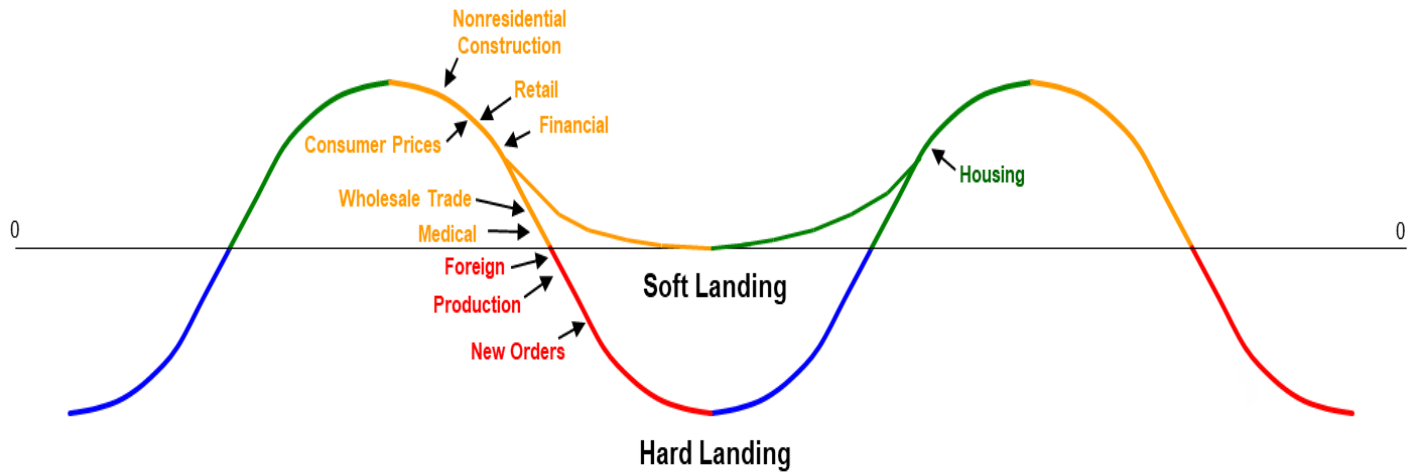 Nonresidential
Construction
Retail
Financial
Consumer Prices
Housing
Wholesale Trade
Medical
0
0
Foreign
Soft Landing
Production
New Orders
Hard Landing